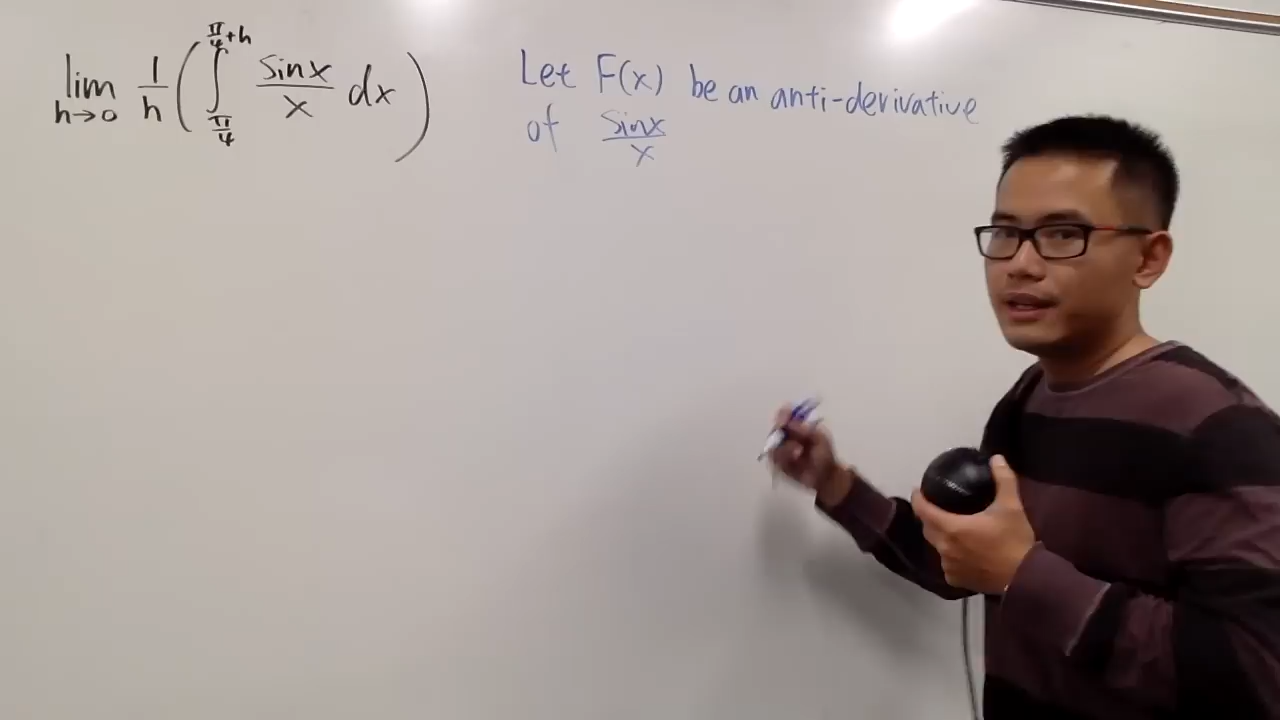 lim h→0 1/h ( ∫ π/4 π/4+h sinx/x dx )
Let F(x) be an anti-derivative
of sinx/x